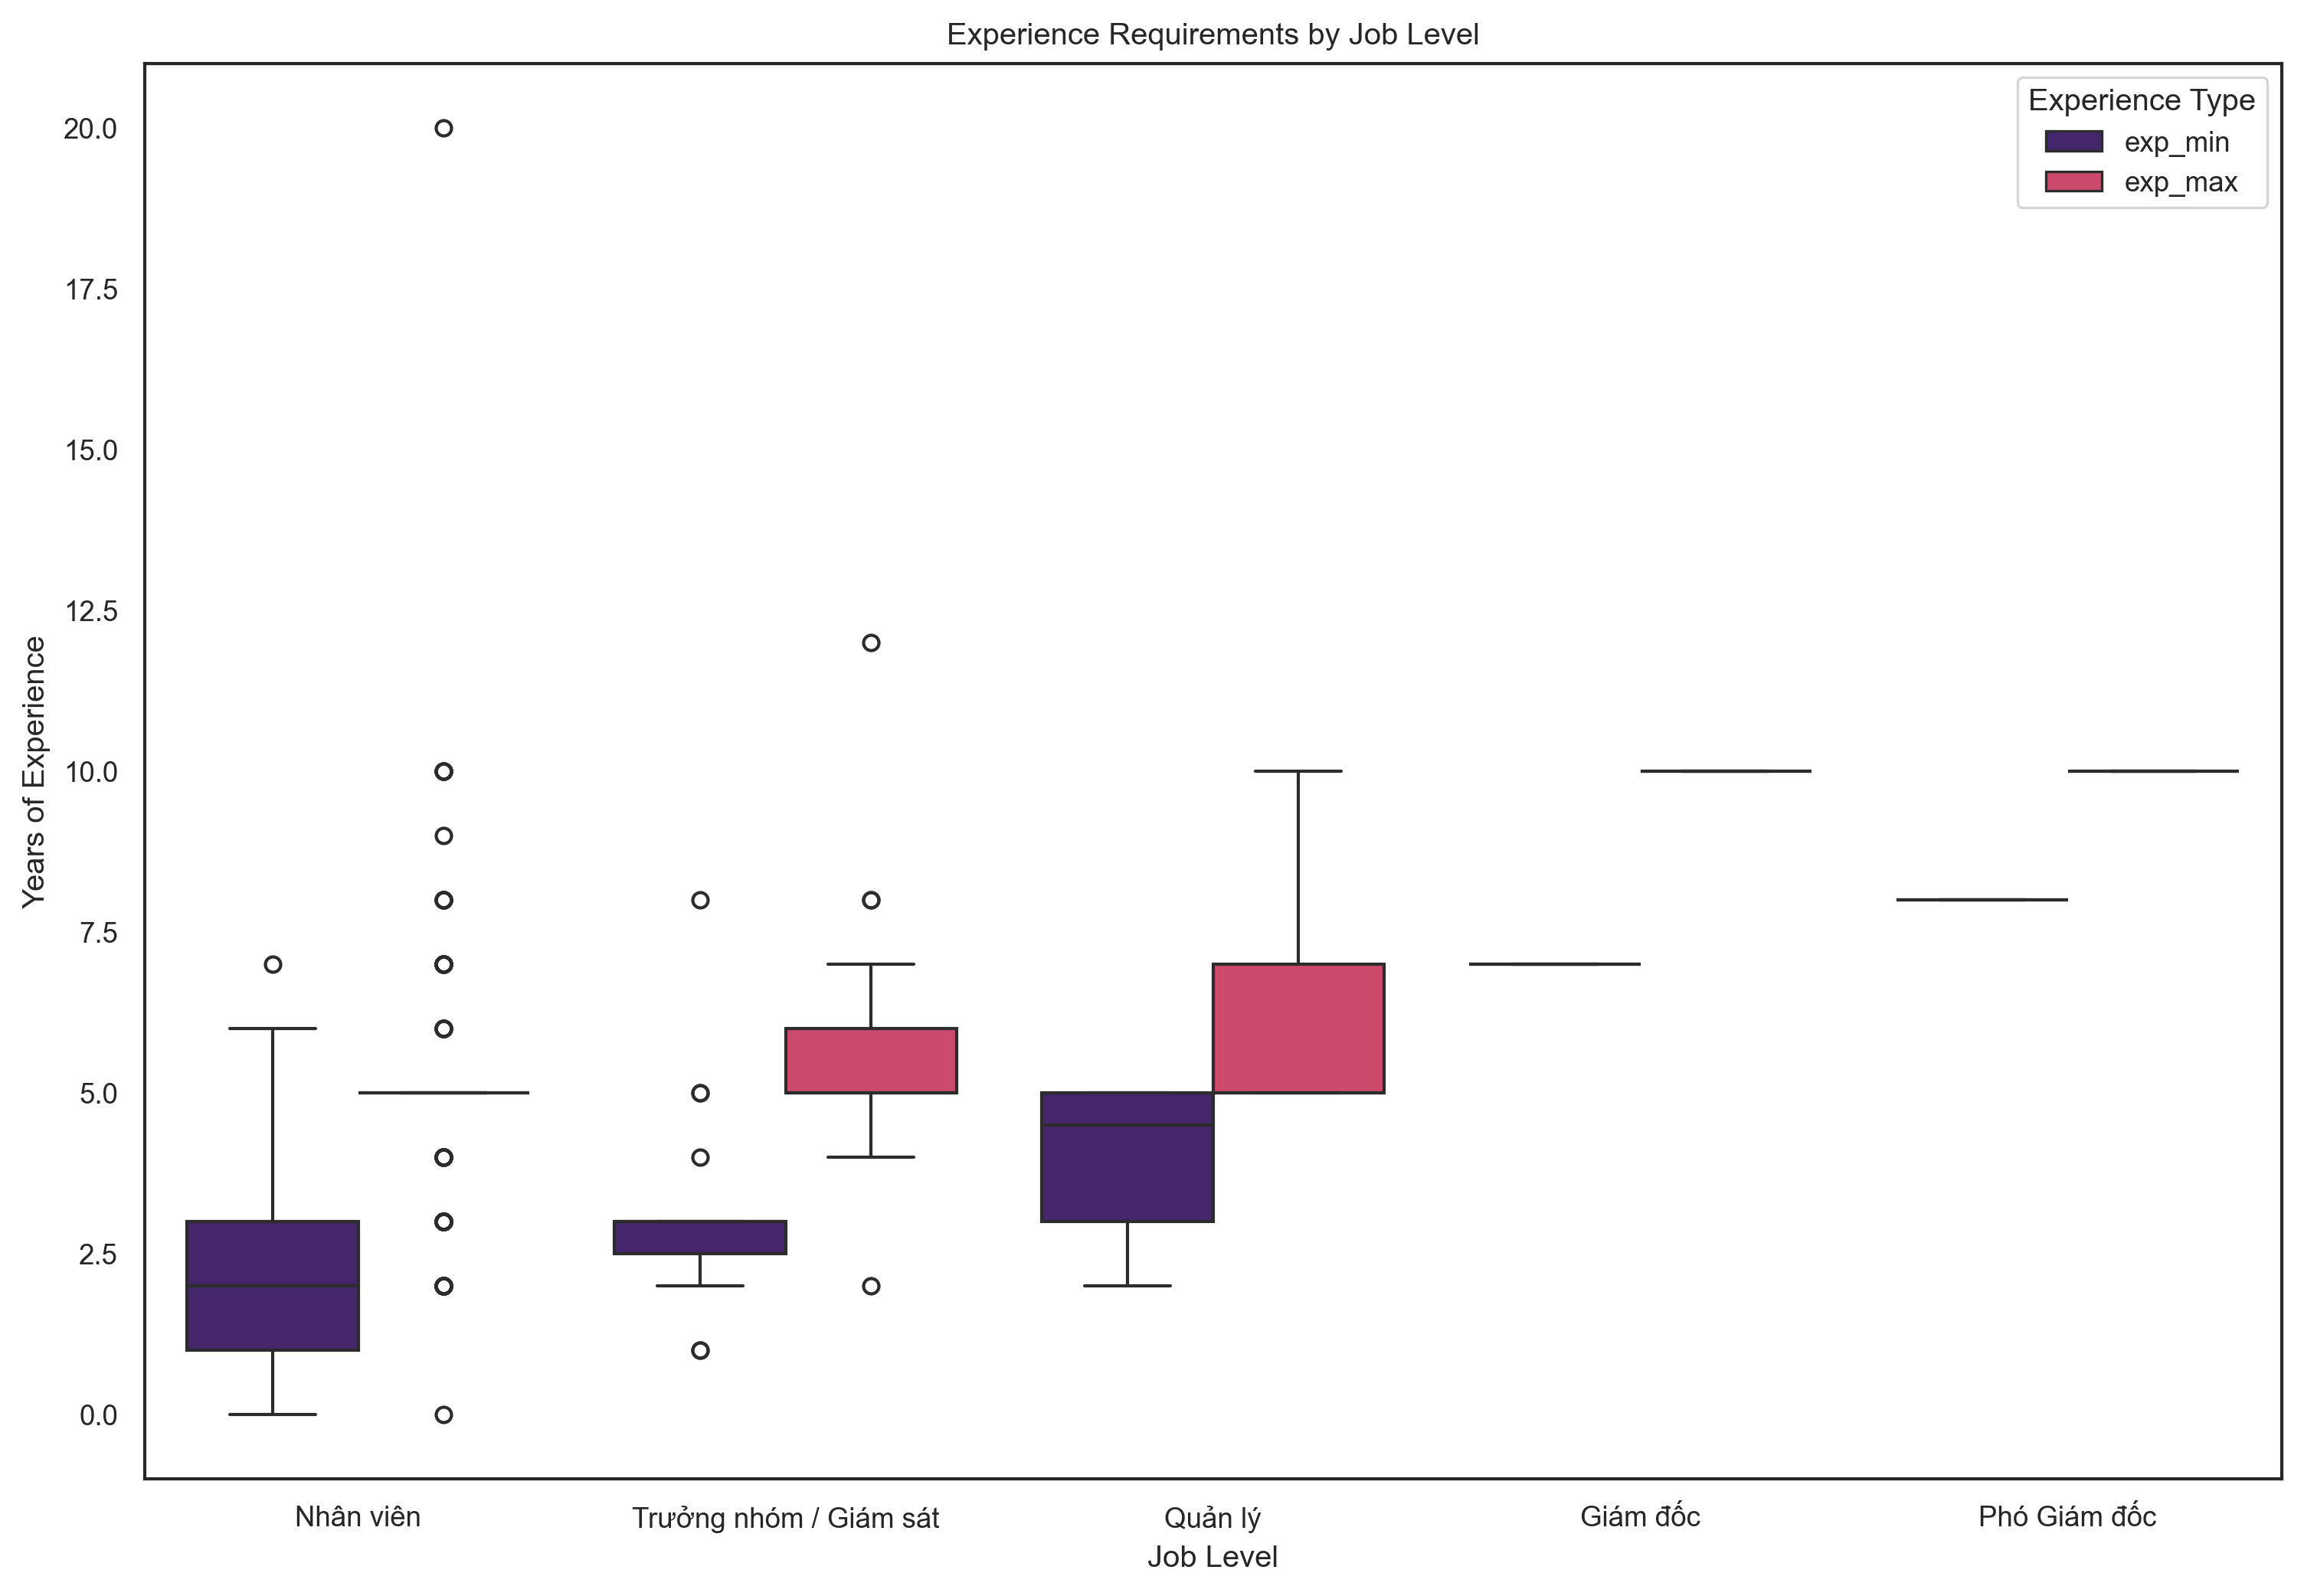 Experience Requirements by Job Level
Experience Type
exp_min
exp_max
Years of Experience
20.0
17.5
15.0
12.5
10.0
7.5
5.0
2.5
0.0
Nhân viên
Trưởng nhóm / Giám sát
Quản lý
Giám đốc
Phó Giám đốc
Job Level